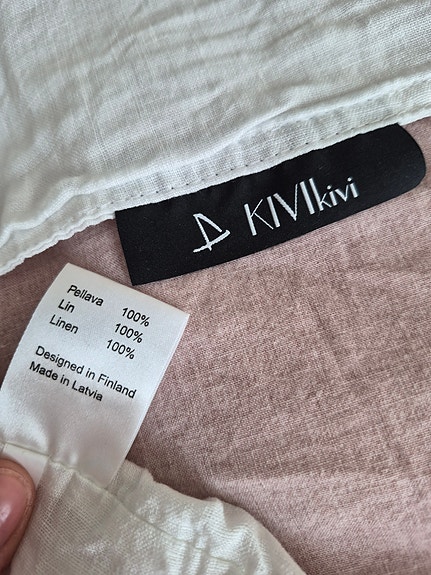 KIVIkivi
Pellava 100%
Lin 100%
Linen 100%
Designed in Finland
Made in Latvia